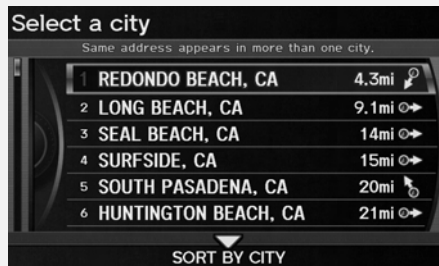 Select a city
Same address appears in more than one city.
1 REDONDO BEACH, CA 4.3mi
2 LONG BEACH, CA 9.1mi
3 SEAL BEACH, CA 14mi
4 SURFSIDE, CA 15mi
5 SOUTH PASADENA, CA 20mi
6 HUNTINGTON BEACH, CA 21mi
SORT BY CITY